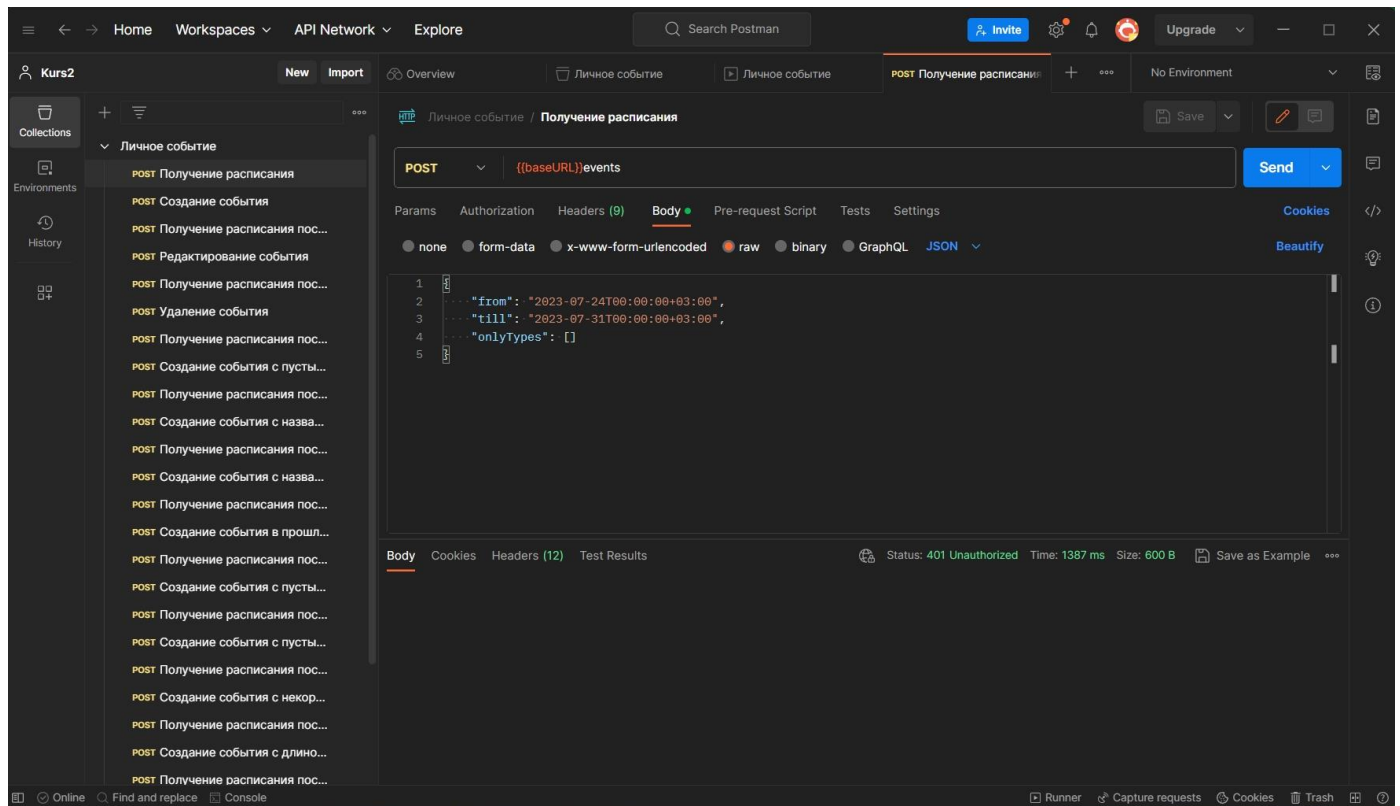 Home Workspaces API Network Explore Search Postman Invite Upgrade
Kurs2 New Import Overview Личное событие Личное событие POST Получение расписания No Environment
Collections
Environments
History
Личное событие
POST Получение расписания
POST Создание события
POST Получение расписания пос...
POST Редактирование события
POST Получение расписания пос...
POST Удаление события
POST Получение расписания пос...
POST Создание события с пусты...
POST Получение расписания пос...
POST Создание события с назва...
POST Получение расписания пос...
POST Создание события с назва...
POST Получение расписания пос...
POST Создание события в прошл...
POST Получение расписания пос...
POST Создание события с пусты...
POST Получение расписания пос...
POST Создание события с пусты...
POST Получение расписания пос...
POST Создание события с некор...
POST Получение расписания пос...
POST Создание события с длино...
POST Получение расписания пос...
HTTP Личное событие / Получение расписания Save
POST {{baseURL}}events Send
Params Authorization Headers (9) Body Pre-request Script Tests Settings Cookies
none form-data x-www-form-urlencoded raw binary GraphQL JSON Beautify
1 {
2 "from": "2023-07-24T00:00:00+03:00",
3 "till": "2023-07-31T00:00:00+03:00",
4 "onlyTypes": []
5 }
Body Cookies Headers (12) Test Results Status: 401 Unauthorized Time: 1387 ms Size: 600 B Save as Example
Online Find and replace Console Runner Capture requests Cookies Trash